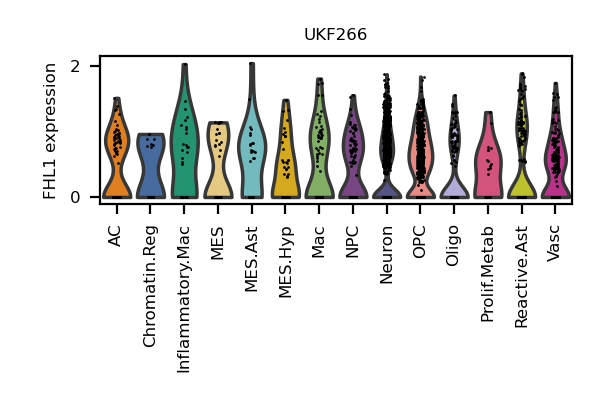 UKF266
FHL1 expression
2
0
AC
Chromatin.Reg
Inflammatory.Mac
MES
MES.Ast
MES.Hyp
Mac
NPC
Neuron
OPC
Oligo
Prolif.Metab
Reactive.Ast
Vasc